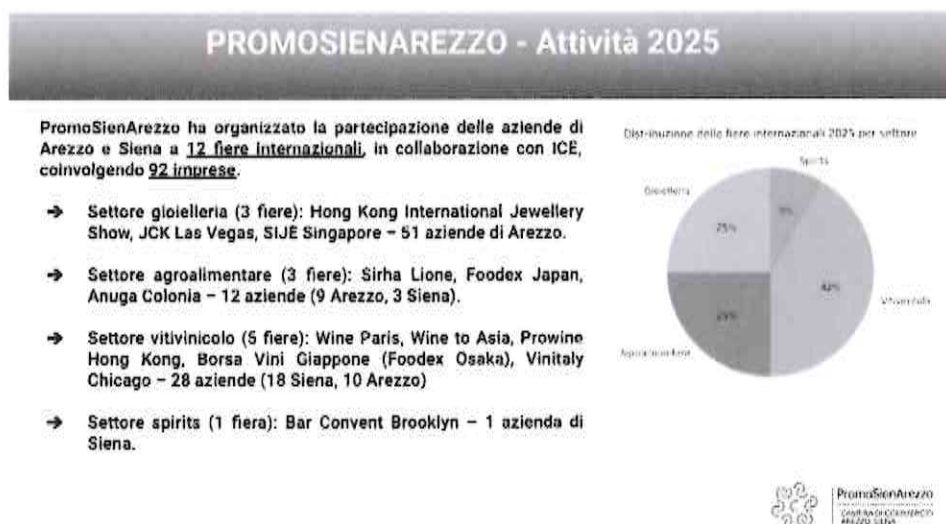 PROMOSIENAREZZO - Attività 2025
PromoSienArezzo ha organizzato la partecipazione delle aziende di
Arezzo e Siena a 12 fiere internazionali, in collaborazione con ICE,
coinvolgendo 92 imprese.
➔ Settore gioielleria (3 fiere): Hong Kong International Jewellery
Show, JCK Las Vegas, SIJE Singapore – 51 aziende di Arezzo.
➔ Settore agroalimentare (3 fiere): Sirha Lione, Foodex Japan,
Anuga Colonia – 12 aziende (9 Arezzo, 3 Siena).
➔ Settore vitivinicolo (5 fiere): Wine Paris, Wine to Asia, Prowine
Hong Kong, Borsa Vini Giappone (Foodex Osaka), Vinitaly
Chicago – 28 aziende (18 Siena, 10 Arezzo)
➔ Settore spirits (1 fiera): Bar Convent Brooklyn – 1 azienda di
Siena.
Distribuzione delle fiere internazionali 2025 per settore
Spirits
Gioielleria
25%
42%
25%
PromoSienArezzo
CAMERA DI COMMERCIO
AREZZO SIENA